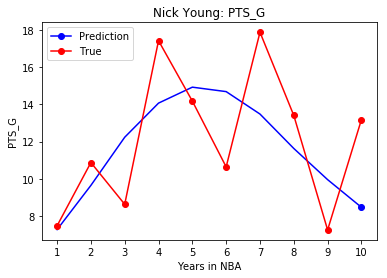 Nick Young: PTS_G
Prediction
True
PTS_G
18
16
14
12
10
8
1 2 3 4 5 6 7 8 9 10
Years in NBA